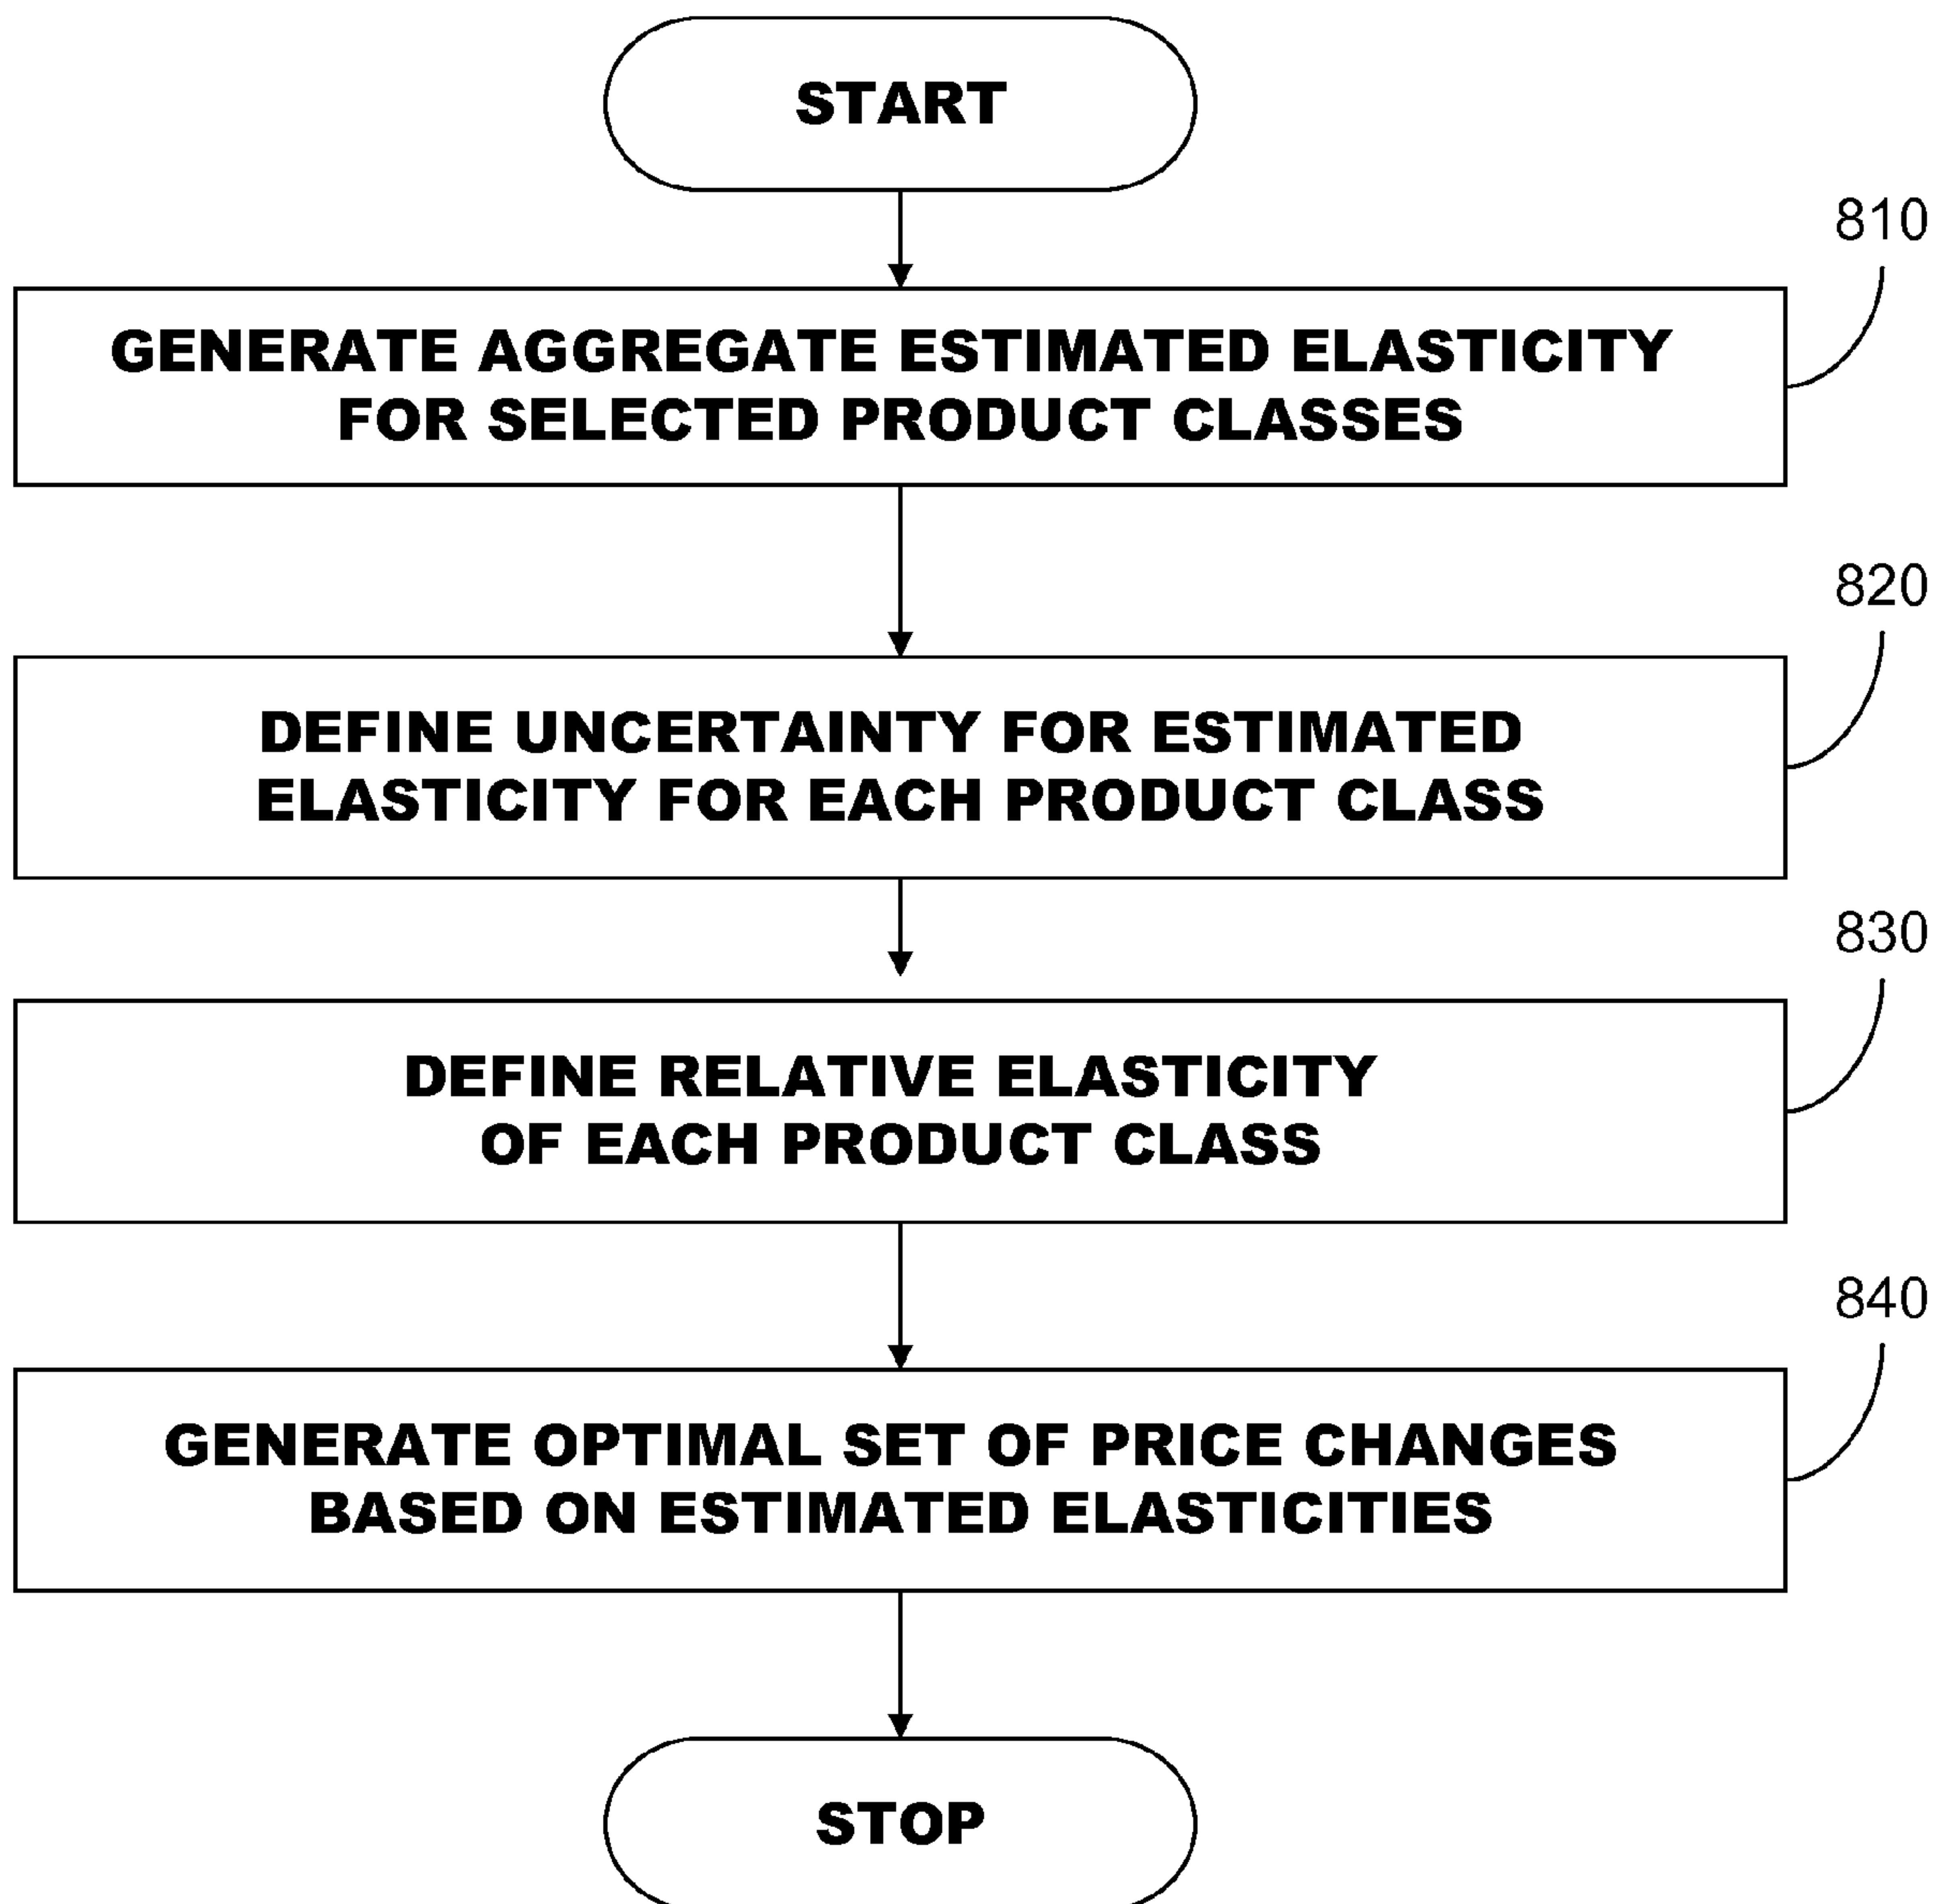 START
810
GENERATE AGGREGATE ESTIMATED ELASTICITY
FOR SELECTED PRODUCT CLASSES
820
DEFINE UNCERTAINTY FOR ESTIMATED
ELASTICITY FOR EACH PRODUCT CLASS
830
DEFINE RELATIVE ELASTICITY
OF EACH PRODUCT CLASS
840
GENERATE OPTIMAL SET OF PRICE CHANGES
BASED ON ESTIMATED ELASTICITIES
STOP